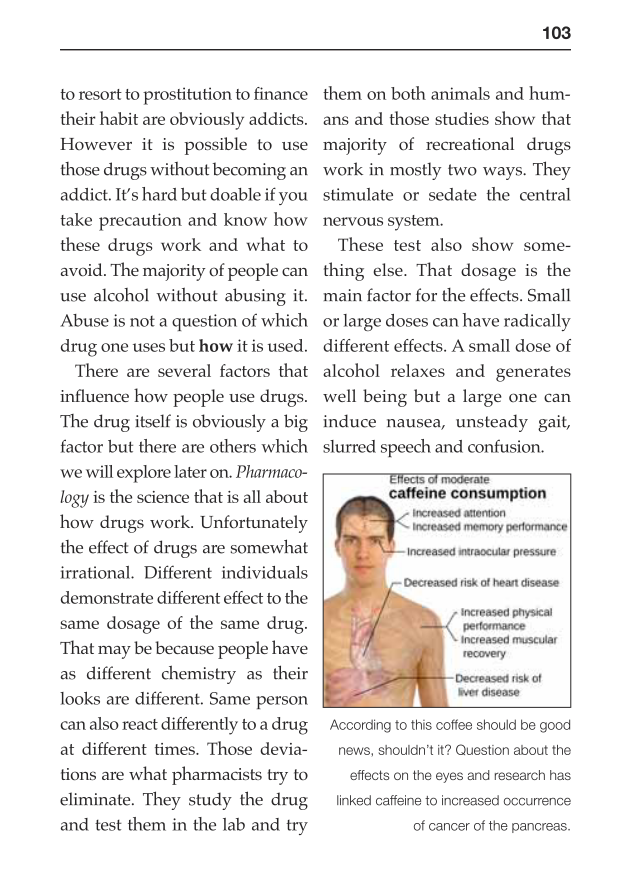 103
to resort to prostitution to finance
their habit are obviously addicts.
However it is possible to use
those drugs without becoming an
addict. It's hard but doable if you
take precaution and know how
these drugs work and what to
avoid. The majority of people can
use alcohol without abusing it.
Abuse is not a question of which
drug one uses but how it is used.
There are several factors that
influence how people use drugs.
The drug itself is obviously a big
factor but there are others which
we will explore later on. Pharmaco-
logy is the science that is all about
how drugs work. Unfortunately
the effect of drugs are somewhat
irrational. Different individuals
demonstrate different effect to the
same dosage of the same drug.
That may be because people have
as different chemistry as their
looks are different. Same person
can also react differently to a drug
at different times. Those devia-
tions are what pharmacists try to
eliminate. They study the drug
and test them in the lab and try
them on both animals and hum-
ans and those studies show that
majority of recreational drugs
work in mostly two ways. They
stimulate or sedate the central
nervous system.
These test also show some-
thing else. That dosage is the
main factor for the effects. Small
or large doses can have radically
different effects. A small dose of
alcohol relaxes and generates
well being but a large one can
induce nausea, unsteady gait,
slurred speech and confusion.
Effects of moderate
caffeine consumption
Increased attention
Increased memory performance
Increased intraocular pressure
Decreased risk of heart disease
Increased physical
performance
Increased muscular
recovery
Decreased risk of
liver disease
According to this coffee should be good
news, shouldn't it? Question about the
effects on the eyes and research has
linked caffeine to increased occurrence
of cancer of the pancreas.